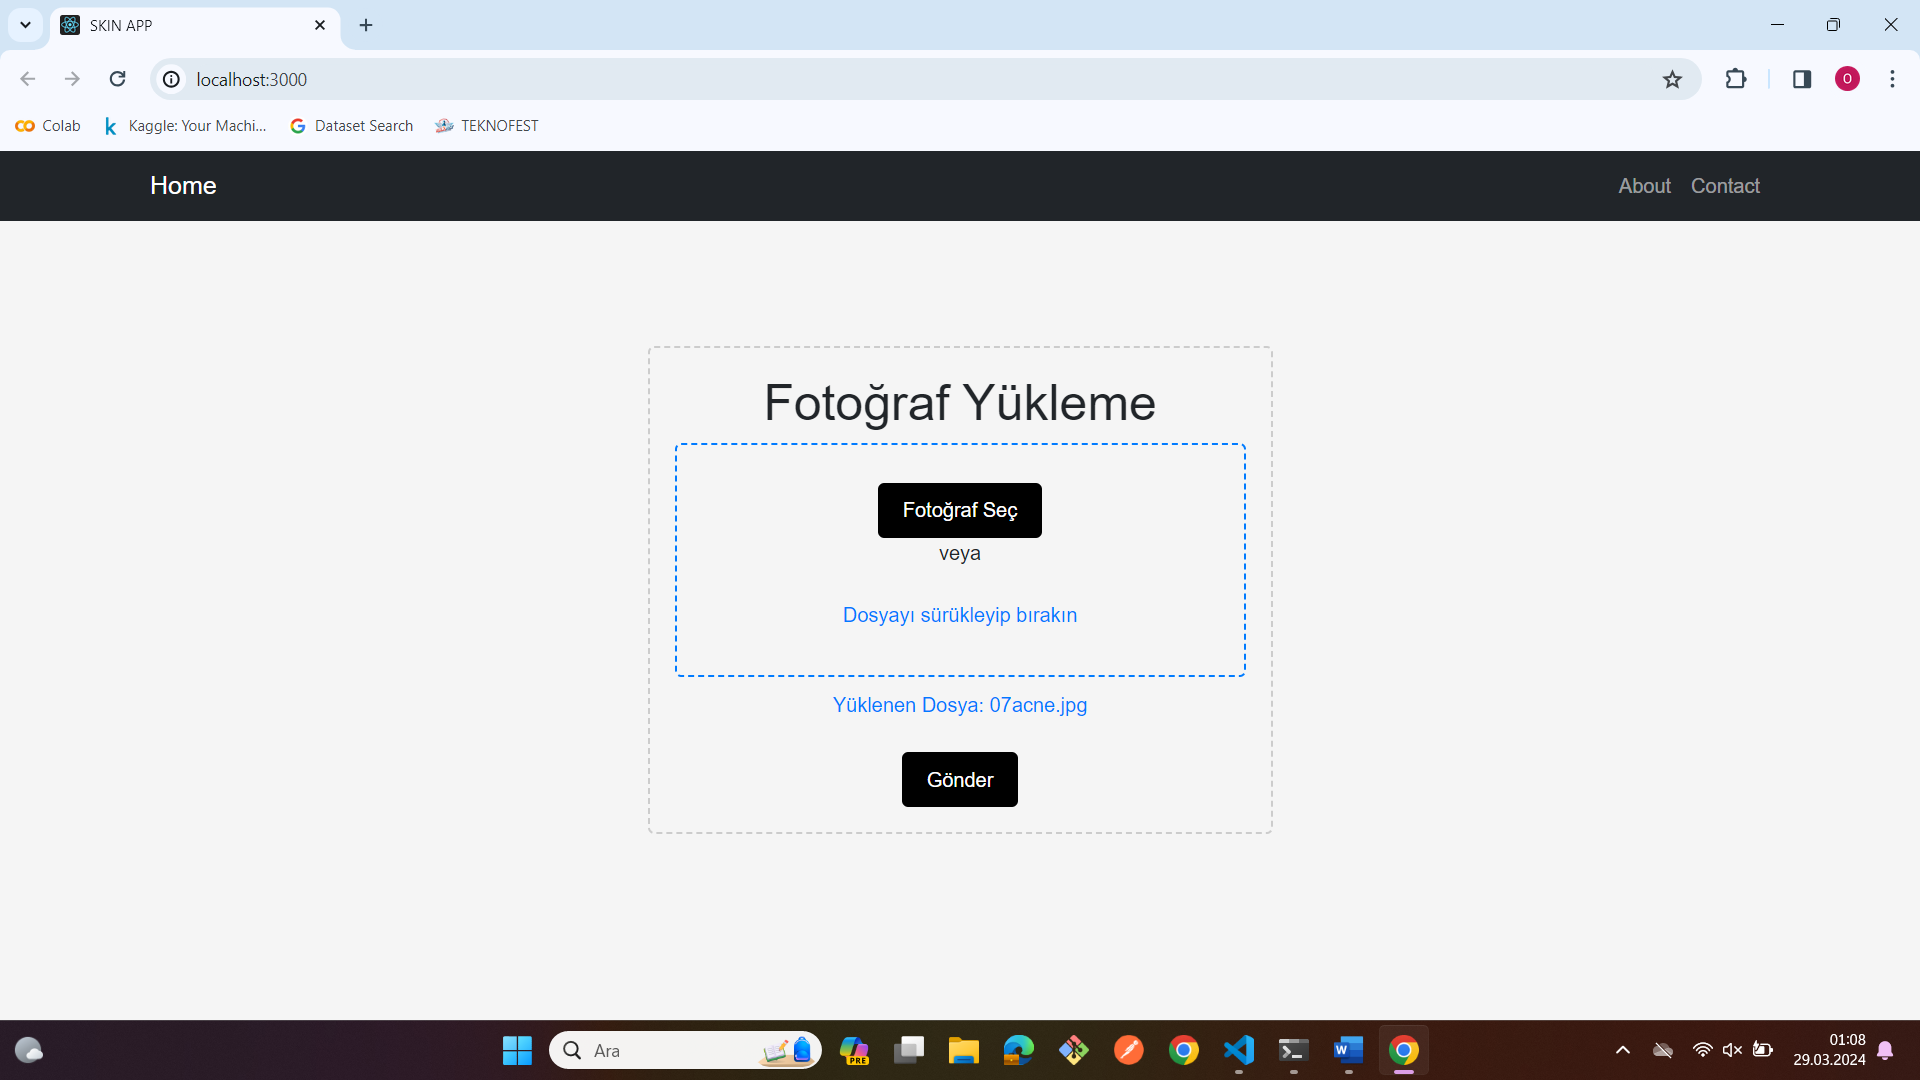 SKIN APP
localhost:3000
O
Colab
Kaggle: Your Machi...
Dataset Search
TEKNOFEST
Home
About
Contact
Fotoğraf Yükleme
Fotoğraf Seç
veya
Dosyayı sürükleyip bırakın
Yüklenen Dosya: 07acne.jpg
Gönder
Ara
PRE
W
01:08
29.03.2024